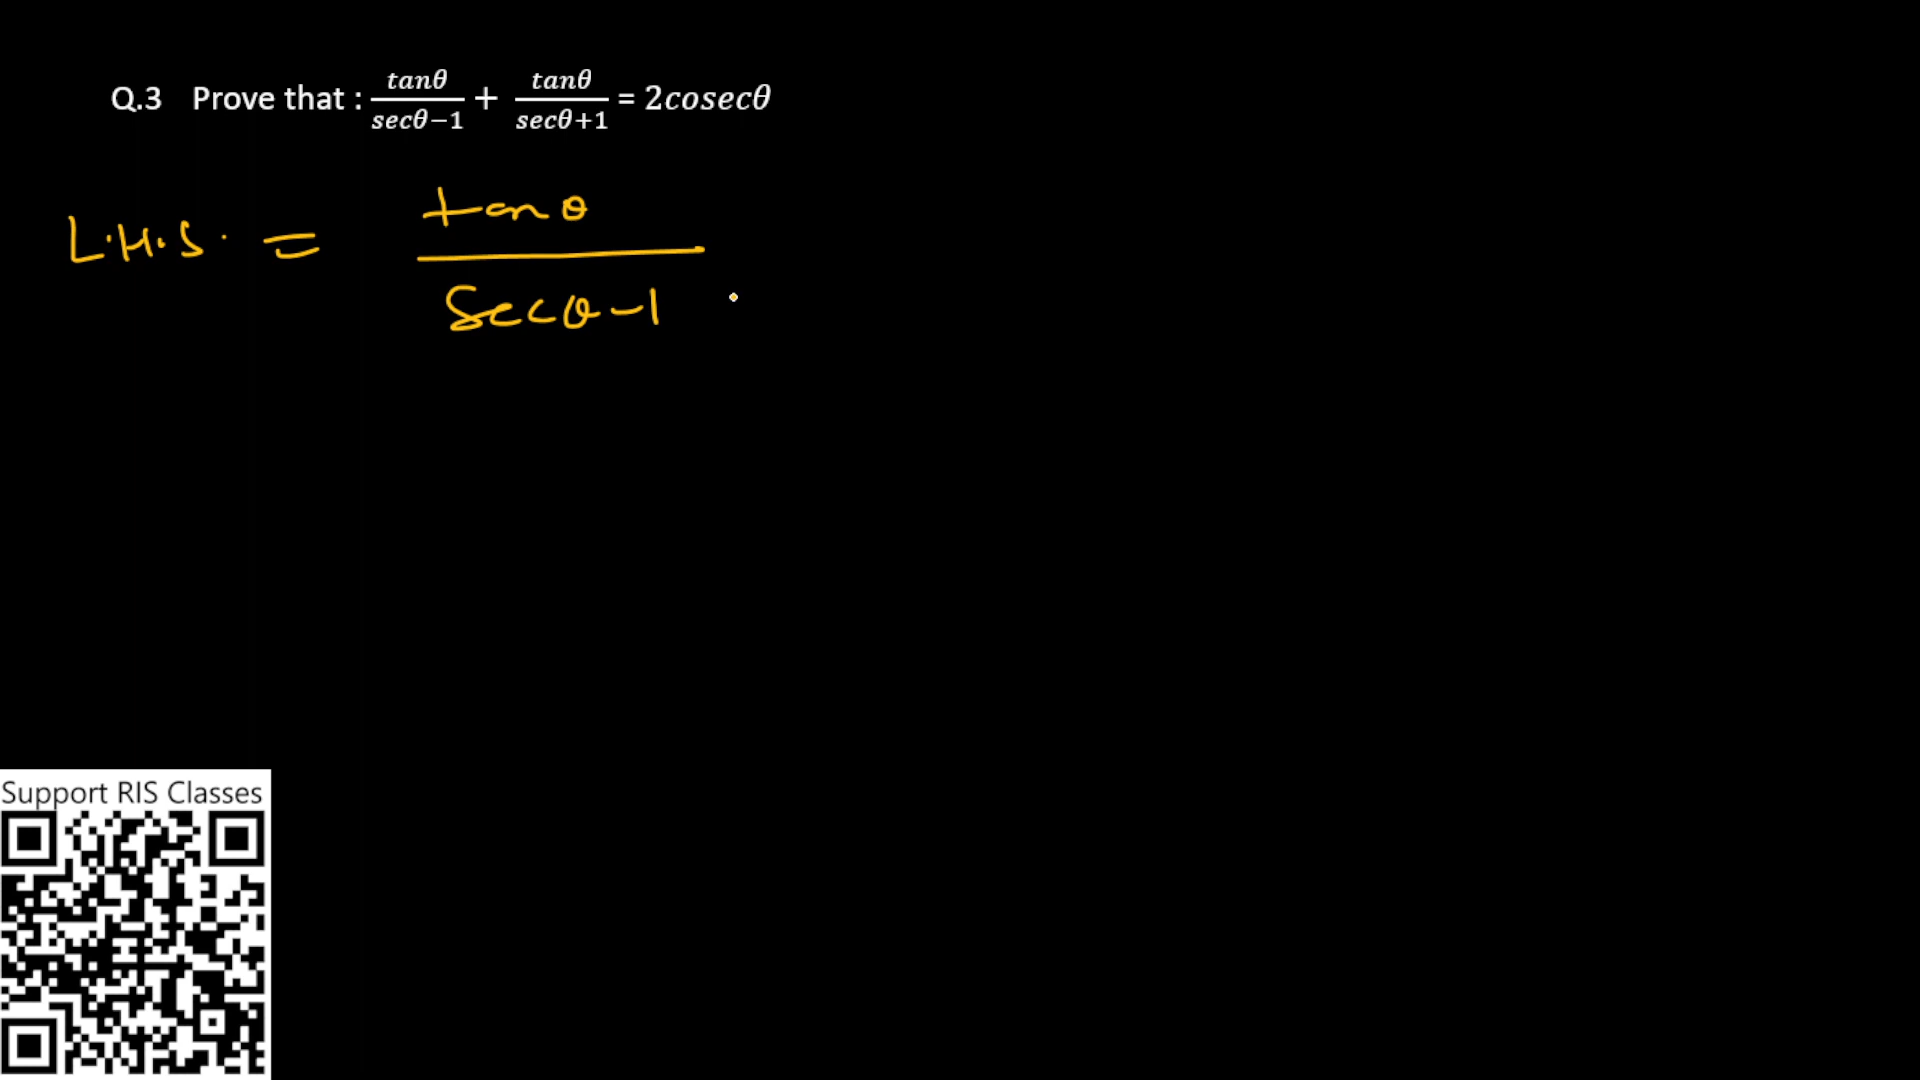 Q.3 Prove that : tanθ/secθ−1 + tanθ/secθ+1 = 2cosecθ
L.H.S. = tanθ/Secθ-1
Support RIS Classes